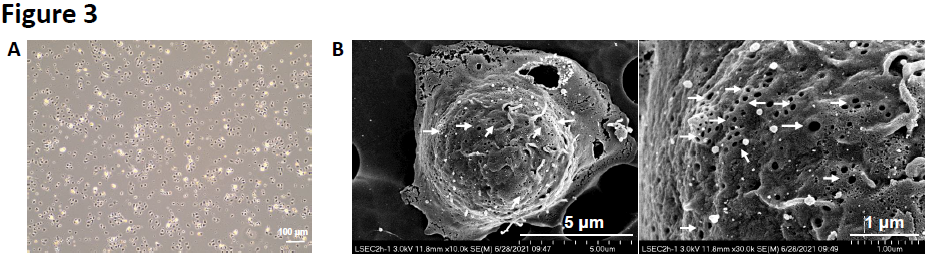 Figure 3
A
B
100 µm
5 µm
LSEC2h-1 3.0kV 11.8mm x10.0k SE(M) 6/28/2021 09:47
5.00um
1 µm
LSEC2h-1 3.0kV 11.8mm x30.0k SE(M) 6/28/2021 09:49
1.00um